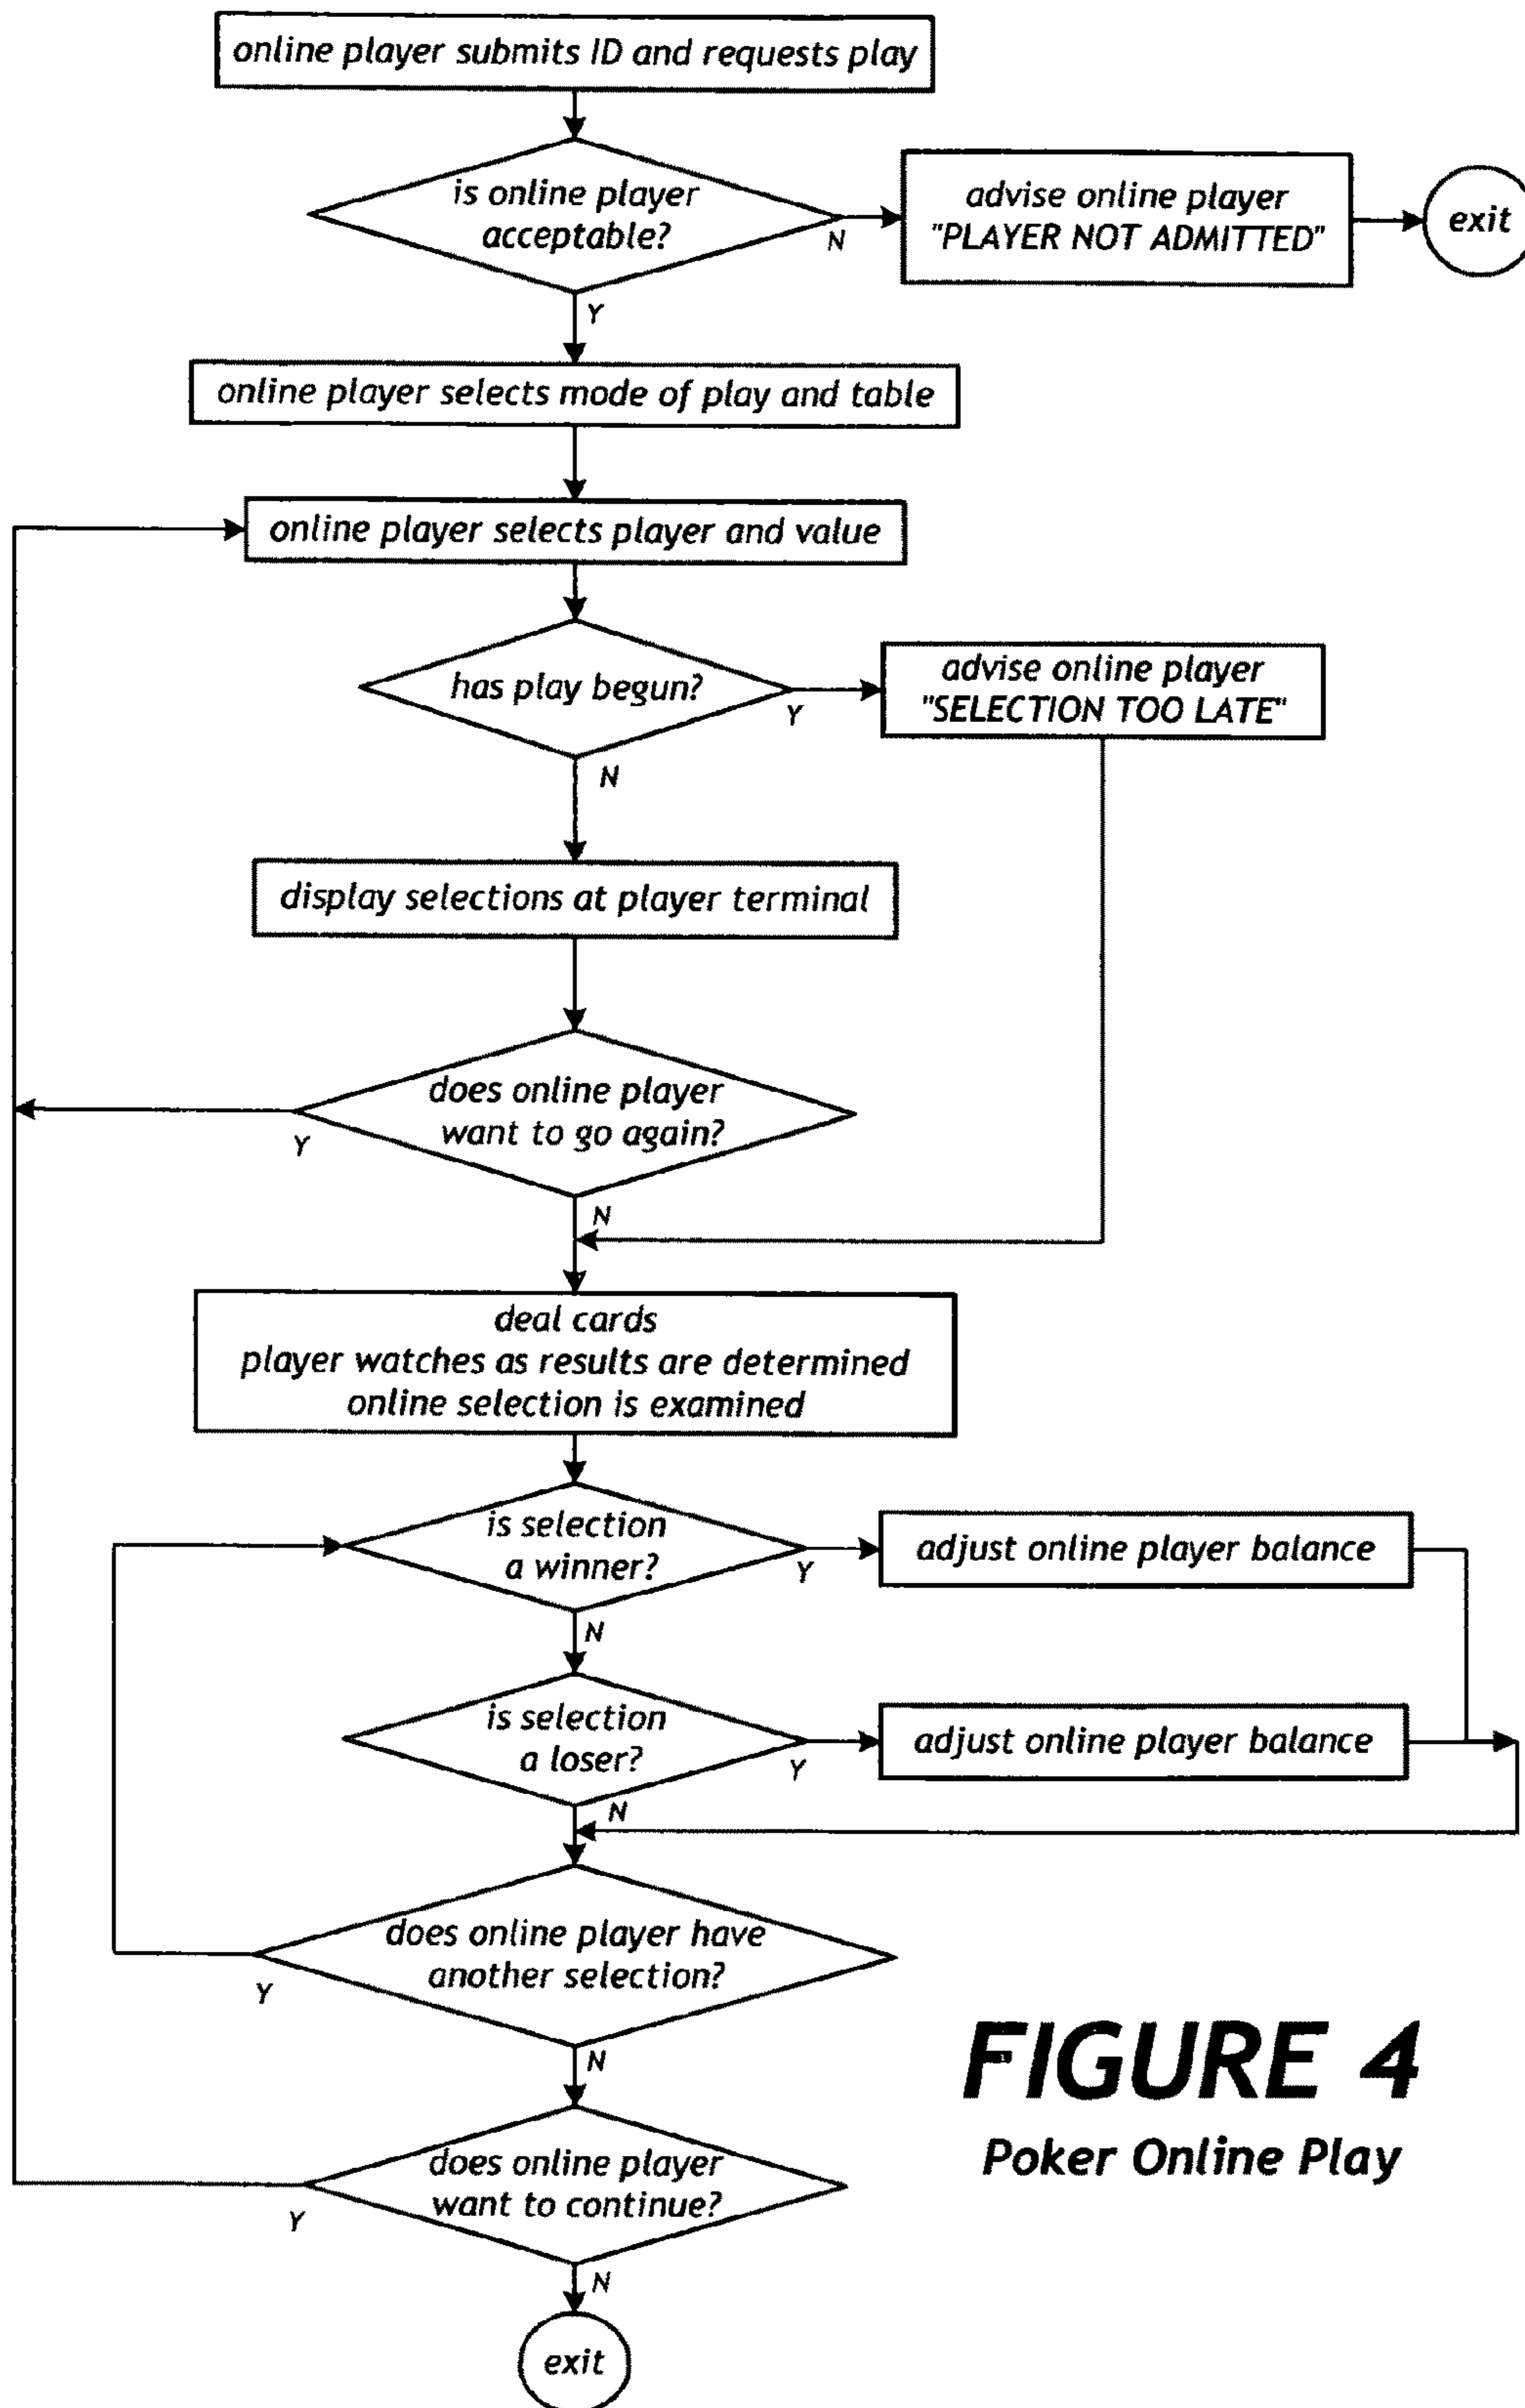 online player submits ID and requests play
is online player
acceptable?
N
advise online player
"PLAYER NOT ADMITTED"
exit
Y
online player selects mode of play and table
online player selects player and value
has play begun?
Y
advise online player
"SELECTION TOO LATE"
N
display selections at player terminal
does online player
want to go again?
Y
N
deal cards
player watches as results are determined
online selection is examined
is selection
a winner?
Y
adjust online player balance
N
is selection
a loser?
Y
adjust online player balance
N
does online player have
another selection?
Y
N
FIGURE 4
Poker Online Play
does online player
want to continue?
Y
N
exit